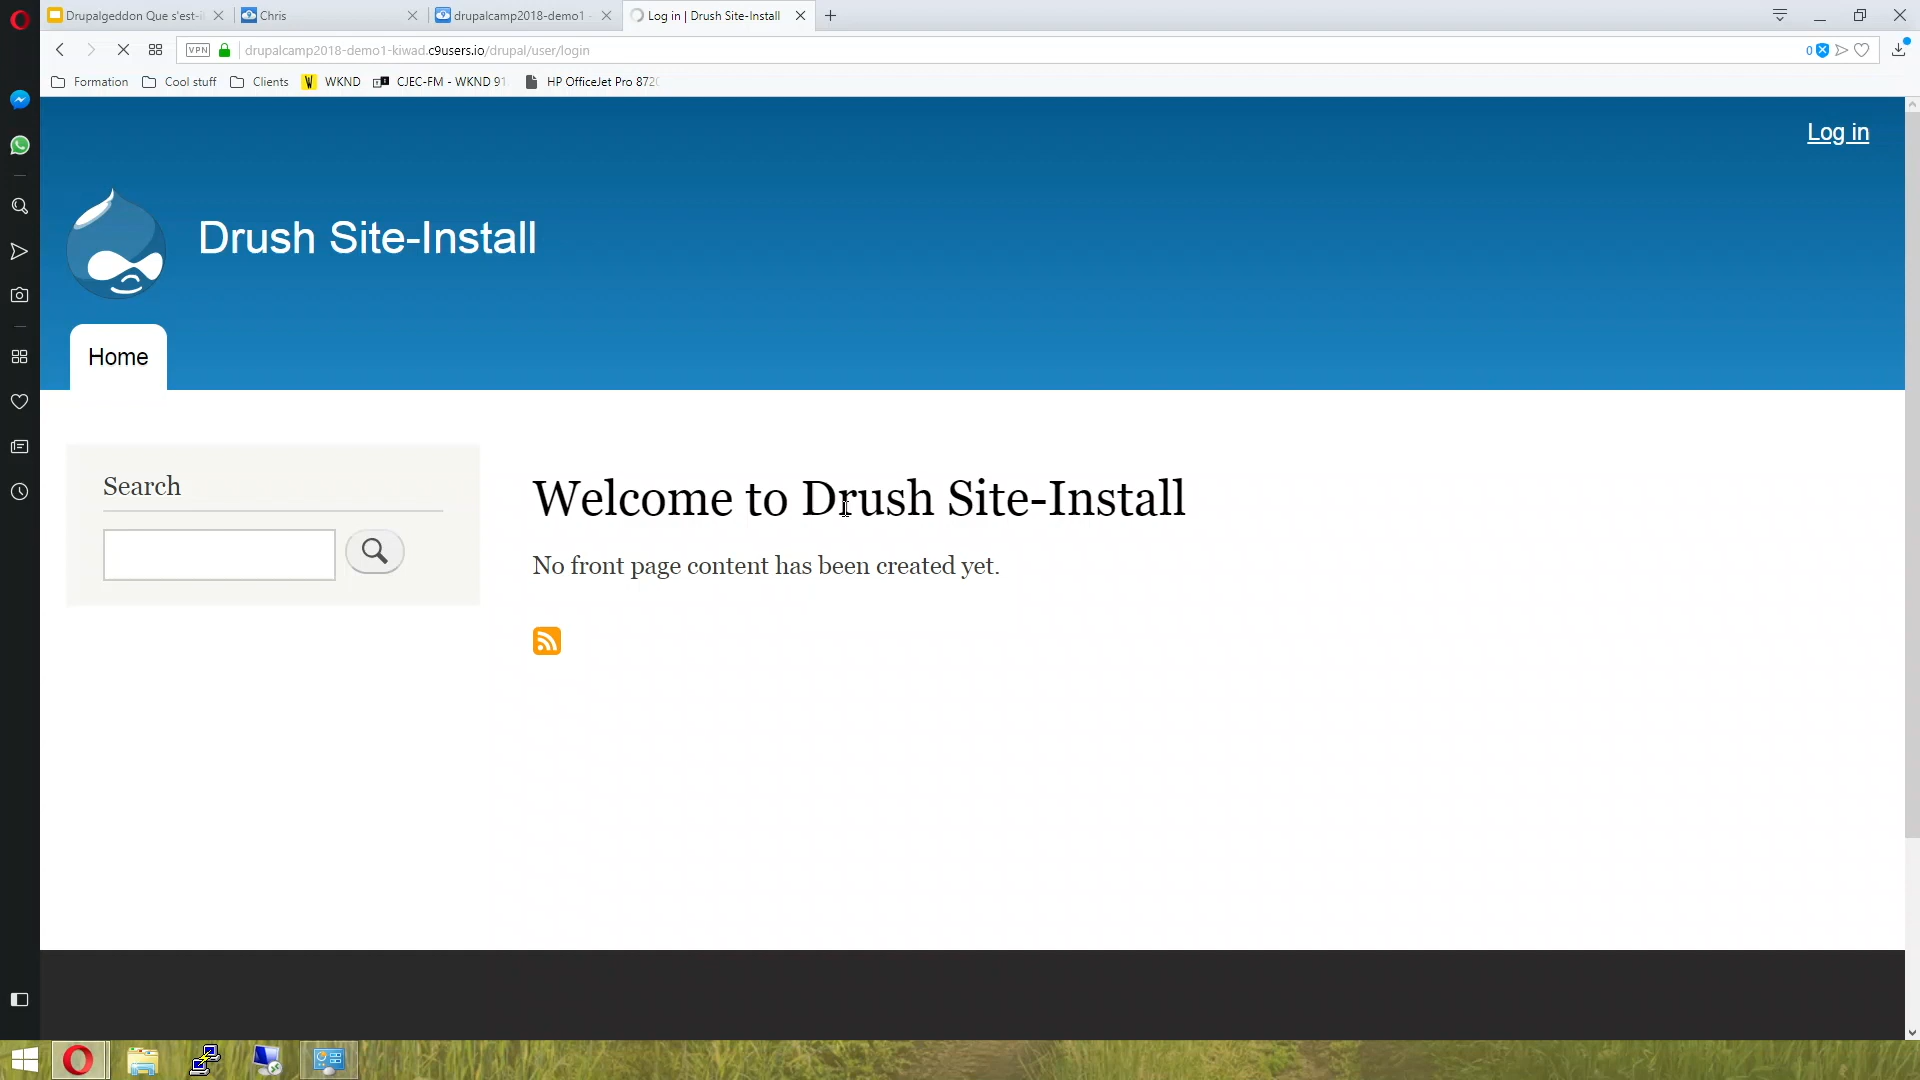 Drupalgeddon Que s'est-i
Chris
drupalcamp2018-demo1 -
Log in | Drush Site-Install
VPN
drupalcamp2018-demo1-kiwad.c9users.io/drupal/user/login
0
Formation
Cool stuff
Clients
W
WKND
CJEC-FM - WKND 91
HP OfficeJet Pro 872
Log in
Drush Site-Install
Home
Search
Welcome to Drush Site-Install
No front page content has been created yet.